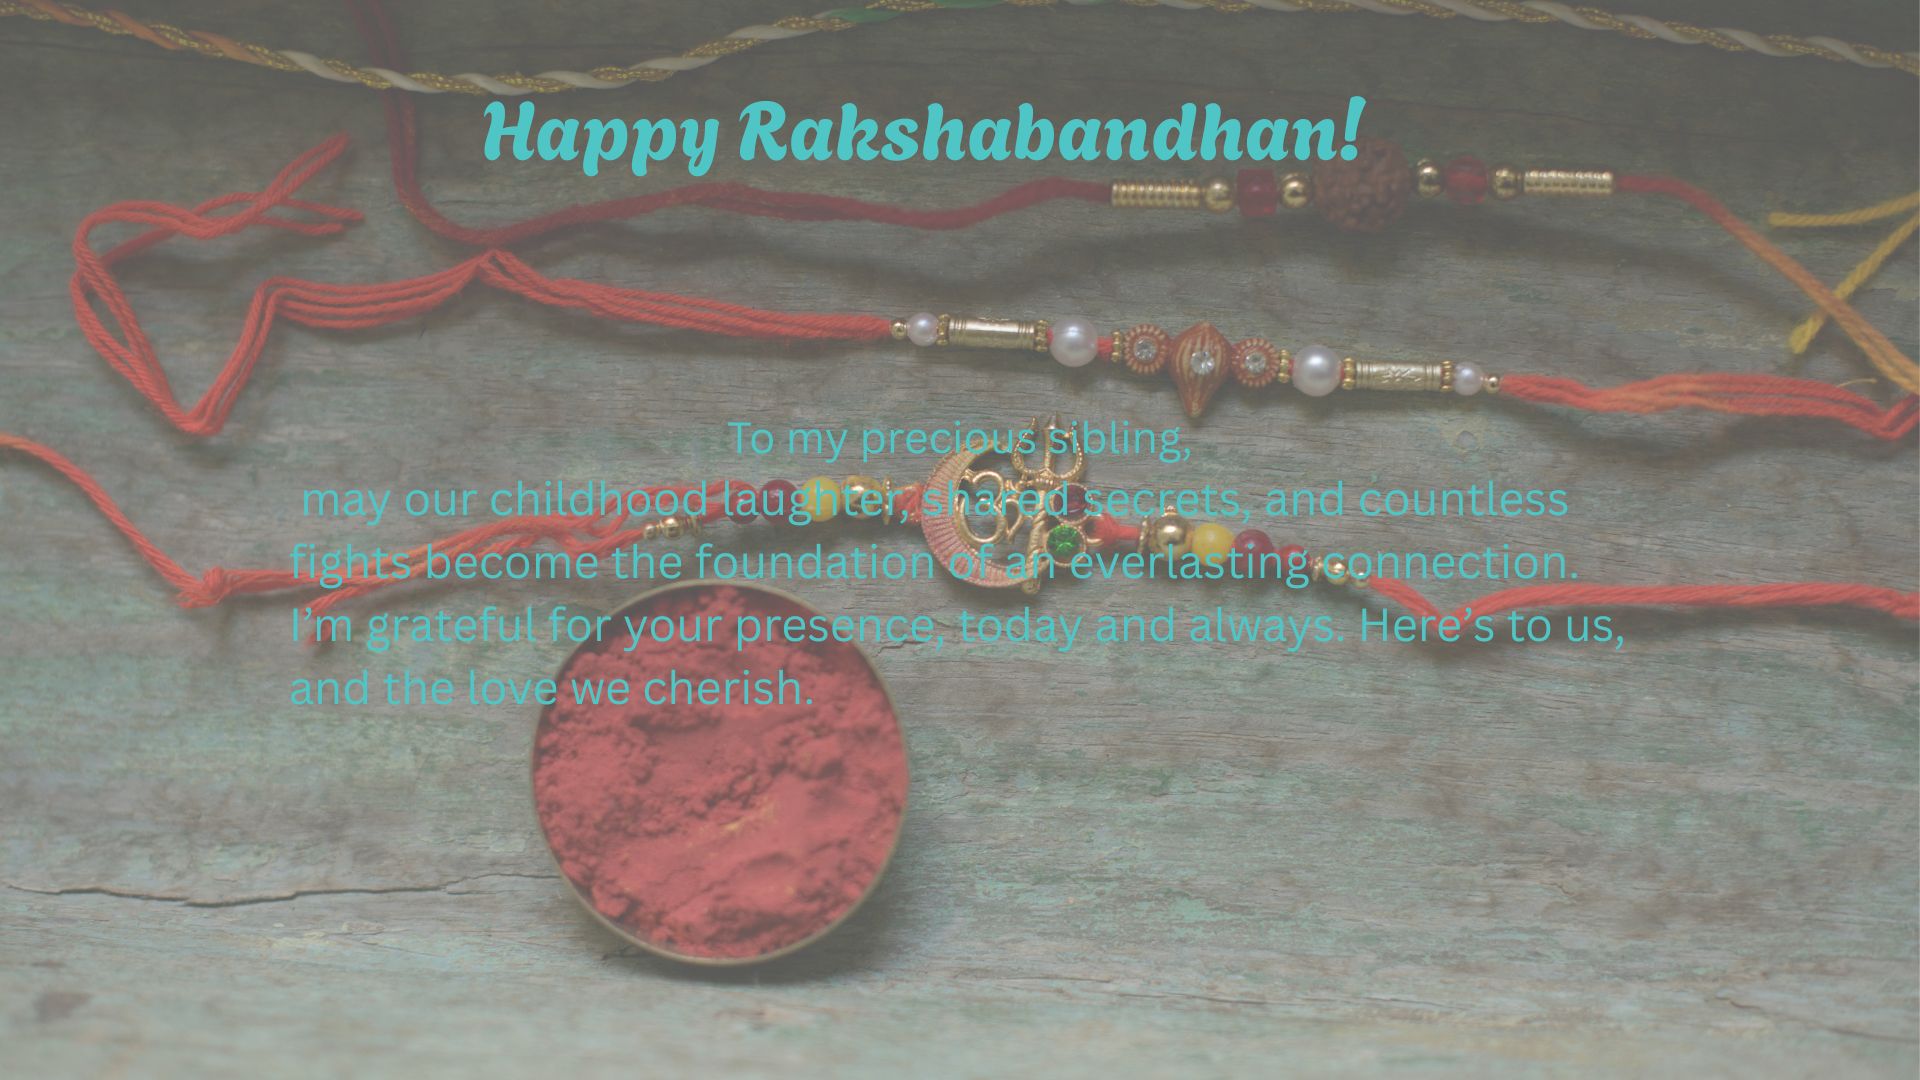 Happy Rakshabandhan!
To my precious sibling,
may our childhood laughter, shared secrets, and countless
fights become the foundation of an everlasting connection.
I’m grateful for your presence, today and always. Here’s to us,
and the love we cherish.